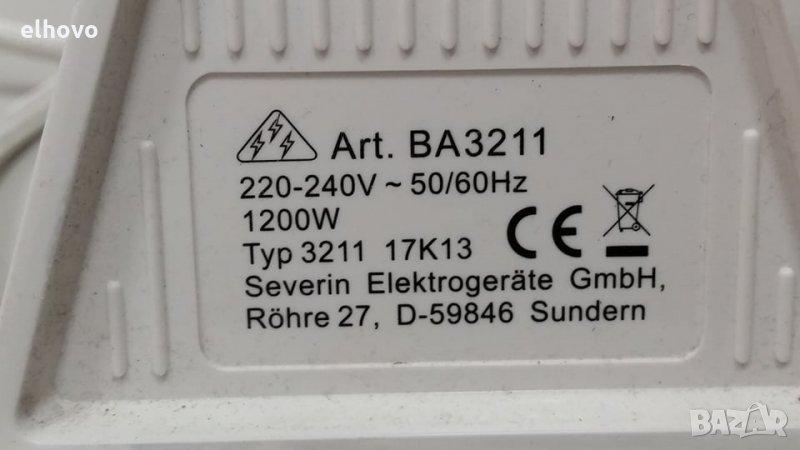 elhovo
Art. BA3211
220-240V ~ 50/60Hz
1200W
Typ 3211 17K13
CE
Severin Elektrogeräte GmbH,
Röhre 27, D-59846 Sundern
BAZAR